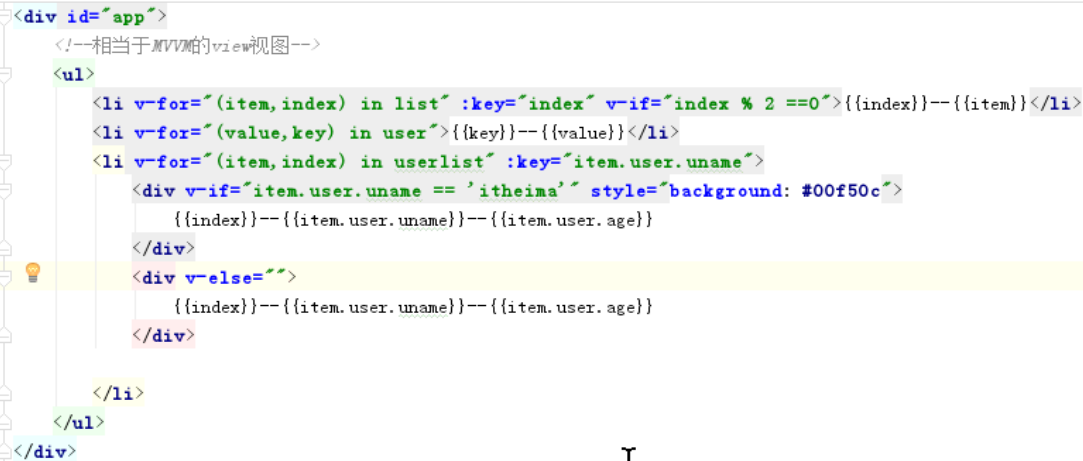 <div id="app">
<!--相当于MVVM的view视图-->
<ul>
<li v-for="(item,index) in list" :key="index" v-if="index % 2 ==0">{{index}}--{{item}}</li>
<li v-for="(value,key) in user">{{key}}--{{value}}</li>
<li v-for="(item,index) in userlist" :key="item.user.uname">
<div v-if="item.user.uname == 'itheima'" style="background: #00f50c">
{{index}}--{{item.user.uname}}--{{item.user.age}}
</div>
<div v-else="">
{{index}}--{{item.user.uname}}--{{item.user.age}}
</div>
</li>
</ul>
</div>